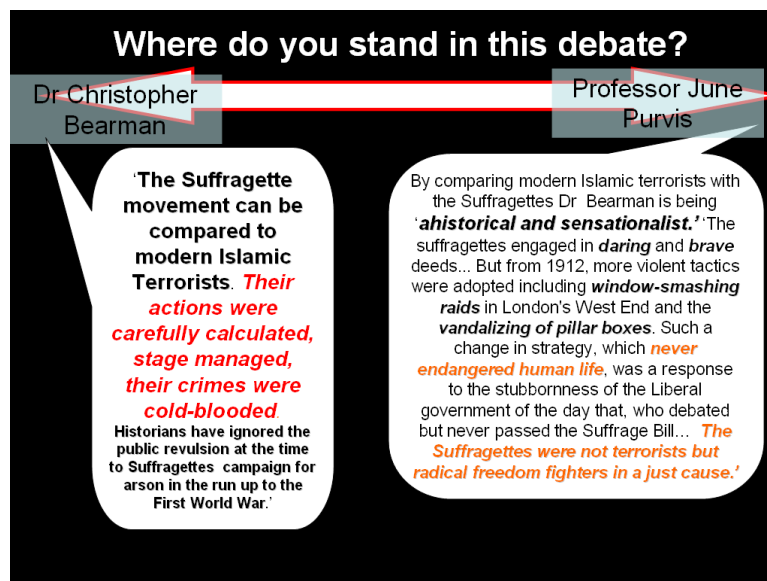 Where do you stand in this debate?
Dr Christopher
Bearman
Professor June
Purvis
‘The Suffragette
movement can be
compared to
modern Islamic
Terrorists. Their
actions were
carefully calculated,
stage managed,
their crimes were
cold-blooded.
Historians have ignored the
public revulsion at the time
to Suffragettes campaign for
arson in the run up to the
First World War.’
By comparing modern Islamic terrorists with
the Suffragettes Dr Bearman is being
‘ahistorical and sensationalist.’ ‘The
suffragettes engaged in daring and brave
deeds... But from 1912, more violent tactics
were adopted including window-smashing
raids in London's West End and the
vandalizing of pillar boxes. Such a
change in strategy, which never
endangered human life, was a response
to the stubbornness of the Liberal
government of the day that, who debated
but never passed the Suffrage Bill... The
Suffragettes were not terrorists but
radical freedom fighters in a just cause.’